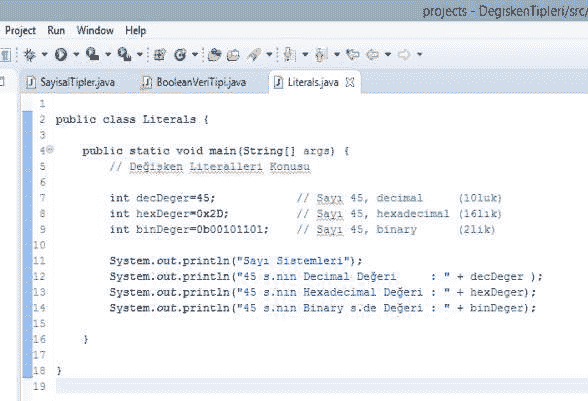 projects - DegıskenTipleri/src/
Project Run Window Help
SayisalTipler.java BooleanVeriTipi.java Literals.java
1
2 public class Literals {
3
4 public static void main(String[] args) {
5 // Değişken Literalleri Konusu
6
7 int decDeger=45; // Sayı 45, decimal (10luk)
8 int hexDeger=0x2D; // Sayı 45, hexadecimal (16lık)
9 int binDeger=0b00101101; // Sayı 45, binary (2lik)
10
11 System.out.println("Sayı Sistemleri");
12 System.out.println("45 s.nın Decimal Değeri : " + decDeger );
13 System.out.println("45 s.nın Hexadecimal Değeri : " + hexDeger);
14 System.out.println("45 s.nın Binary s.de Değeri : " + binDeger);
15
16 }
17
18 }
19